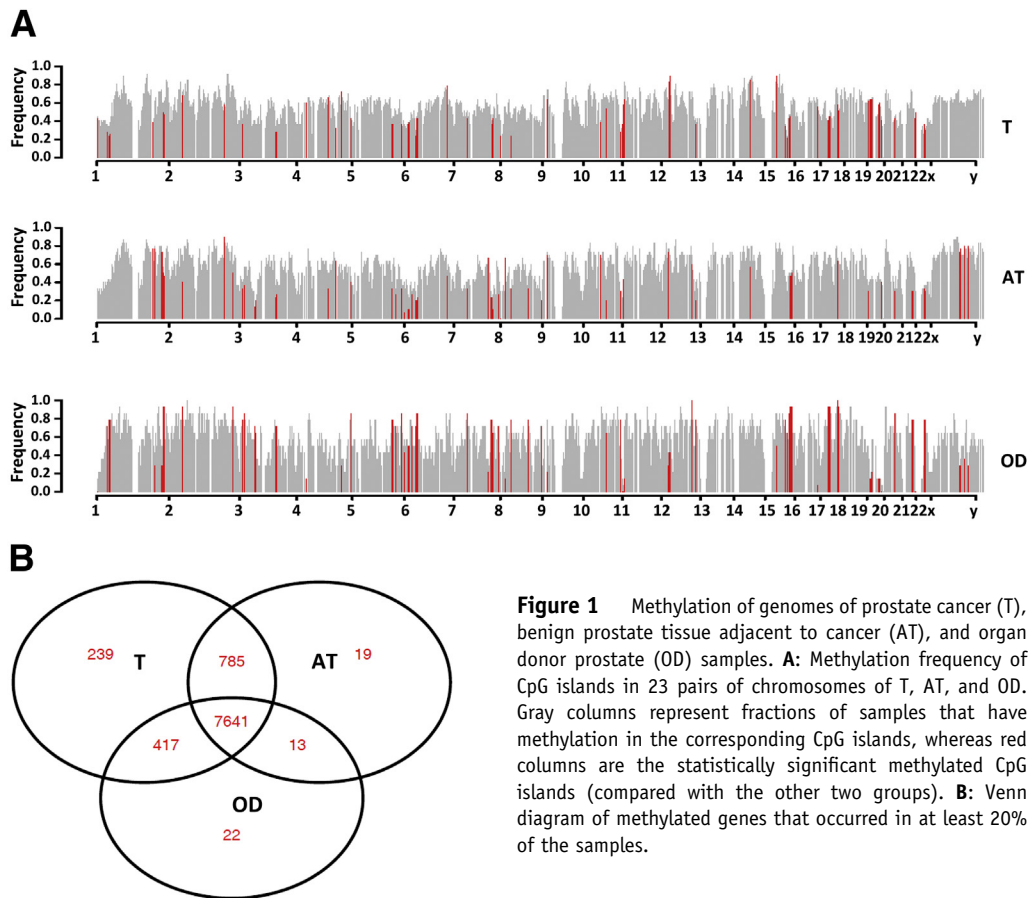 A
Frequency
1.0
0.8
0.6
0.4
0.2
0.0
T
1 2 3 4 5 6 7 8 9 10 11 12 13 14 15 16 17 18 19 202122x y
Frequency
1.0
0.8
0.6
0.4
0.2
0.0
AT
1 2 3 4 5 6 7 8 9 10 11 12 13 14 15 16 17 18 1920 2122x y
Frequency
1.0
0.8
0.6
0.4
0.2
0.0
OD
1 2 3 4 5 6 7 8 9 10 11 12 13 14 15 16 17 18 19 20 2122x y
B
239 T 785 AT 19
7641
417 13
OD
22
Figure 1 Methylation of genomes of prostate cancer (T),
benign prostate tissue adjacent to cancer (AT), and organ
donor prostate (OD) samples. A: Methylation frequency of
CpG islands in 23 pairs of chromosomes of T, AT, and OD.
Gray columns represent fractions of samples that have
methylation in the corresponding CpG islands, whereas red
columns are the statistically significant methylated CpG
islands (compared with the other two groups). B: Venn
diagram of methylated genes that occurred in at least 20%
of the samples.